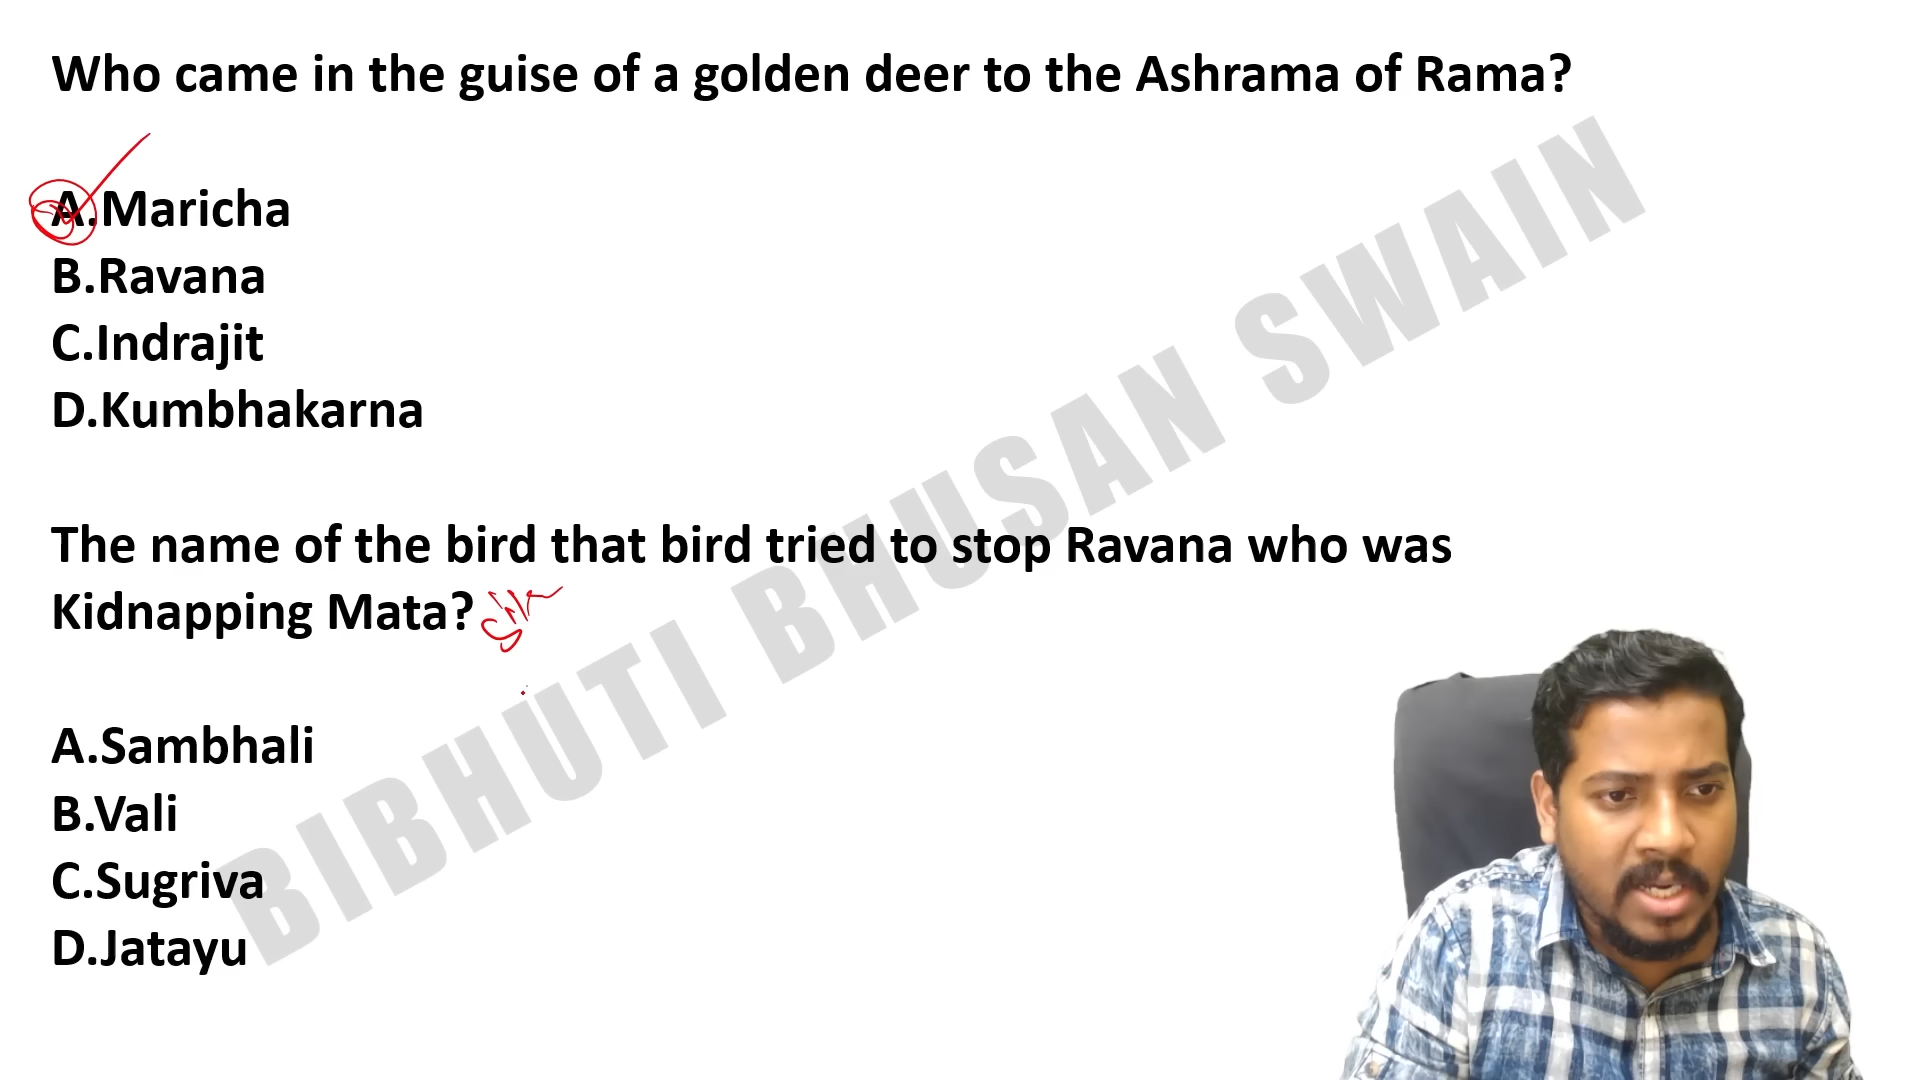 Who came in the guise of a golden deer to the Ashrama of Rama?
A.Maricha
B.Ravana
C.Indrajit
D.Kumbhakarna
The name of the bird that bird tried to stop Ravana who was
Kidnapping Mata? Sita
A.Sambhali
B.Vali
C.Sugriva
D.Jatayu
BIBHUTI BHUSAN SWAIN